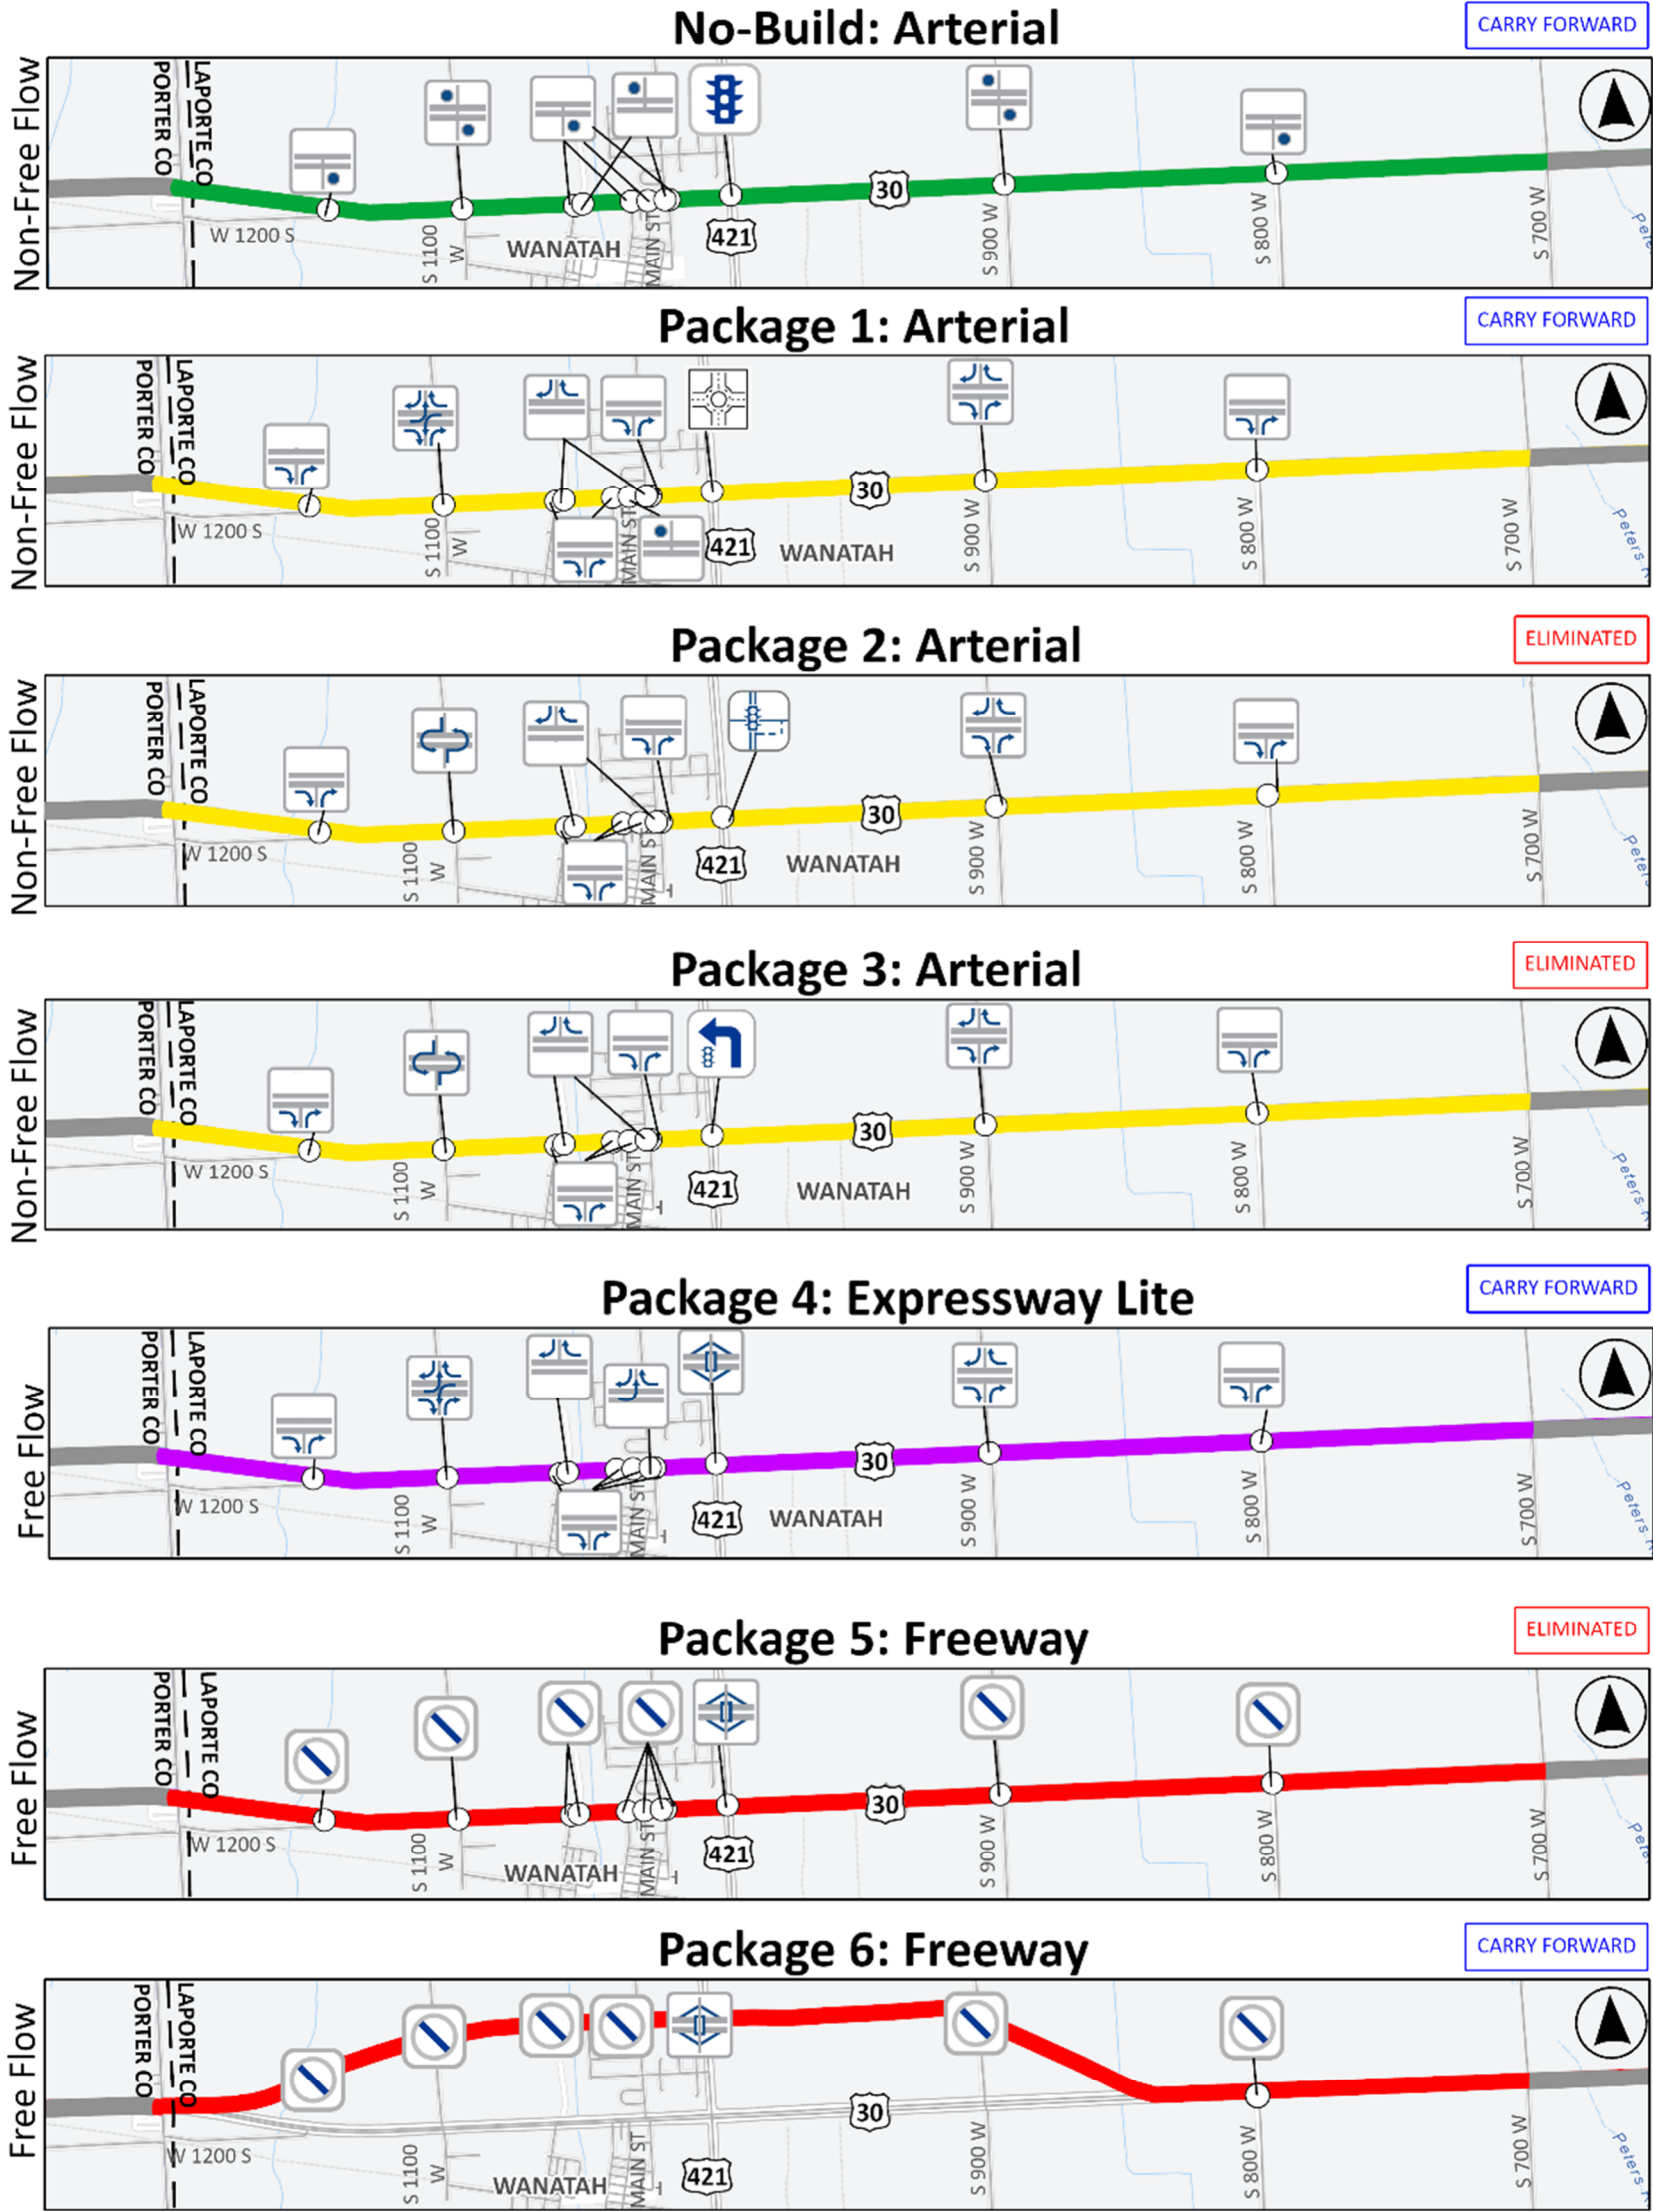 No-Build: Arterial
CARRY FORWARD
Non-Free Flow
PORTER CO
LAPORTE CO
W 1200 S
S 1100
W
WANATAH
MAIN ST
421
30
S 900 W
S 800 W
S 700 W
Package 1: Arterial
CARRY FORWARD
Non-Free Flow
PORTER CO
LAPORTE CO
W 1200 S
S 1100
W
MAIN ST
421
WANATAH
30
S 900 W
S 800 W
S 700 W
Peters
Package 2: Arterial
ELIMINATED
Non-Free Flow
PORTER CO
LAPORTE CO
W 1200 S
S 1100
W
MAIN S
421
WANATAH
30
S 900 W
S 800 W
S 700 W
Peters
Package 3: Arterial
ELIMINATED
Non-Free Flow
PORTER CO
LAPORTE CO
W 1200 S
S 1100
W
MAIN ST
421
WANATAH
30
S 900 W
S 800 W
S 700 W
Peters
Package 4: Expressway Lite
CARRY FORWARD
Free Flow
PORTER CO
LAPORTE CO
W 1200 S
S 1100
W
MAIN ST
421
WANATAH
30
S 900 W
S 800 W
S 700 W
Peters
Package 5: Freeway
ELIMINATED
Free Flow
PORTER CO
LAPORTE CO
W 1200 S
S 1100
W
WANATAH
MAIN ST
421
30
S 900 W
S 800 W
S 700 W
Package 6: Freeway
CARRY FORWARD
Free Flow
PORTER CO
LAPORTE CO
W 1200 S
S 1100
W
WANATAH
MAIN ST
421
30
S 900 W
S 800 W
S 700 W
Peters